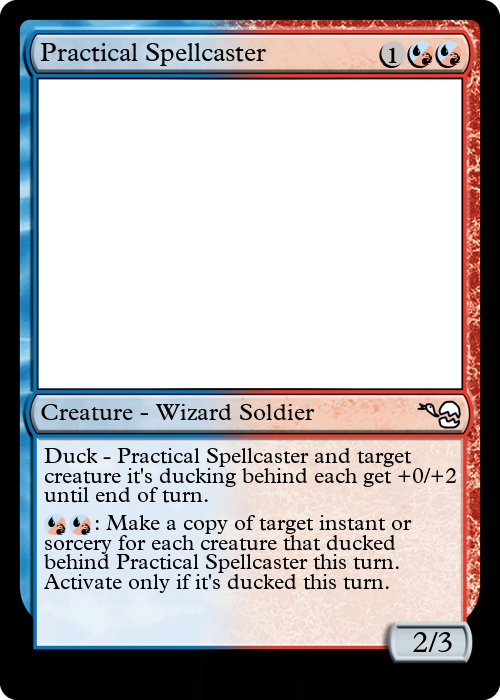 Practical Spellcaster 1
Creature - Wizard Soldier
Duck - Practical Spellcaster and target
creature it's ducking behind each get +0/+2
until end of turn.
: Make a copy of target instant or
sorcery for each creature that ducked
behind Practical Spellcaster this turn.
Activate only if it's ducked this turn.
2/3